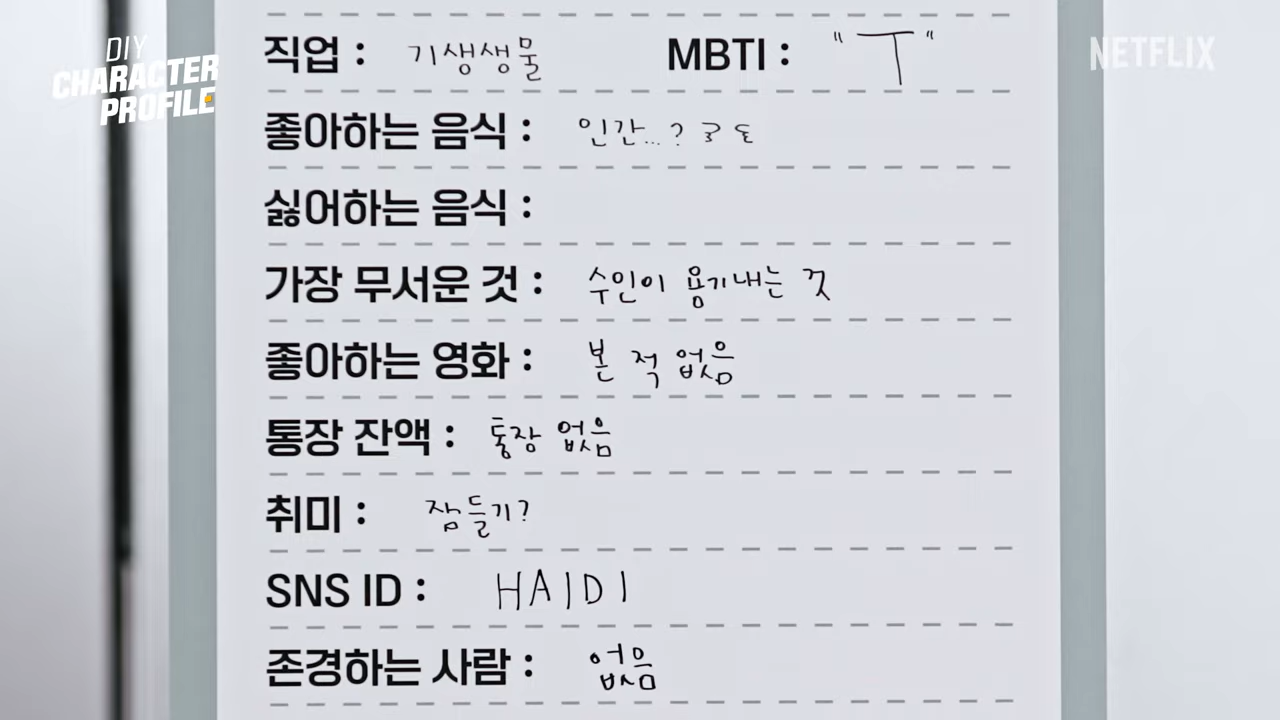 DIY
CHARACTER
PROFILE
NETFLIX
직업 : 기생생물 MBTI : "T"
좋아하는 음식 : 인간...?
싫어하는 음식 :
가장 무서운 것 : 수인이 용기내는 것
좋아하는 영화 : 본 적 없음
통장 잔액 : 통장 없음
취미 : 잠들기?
SNS ID : HAIDI
존경하는 사람 : 없음